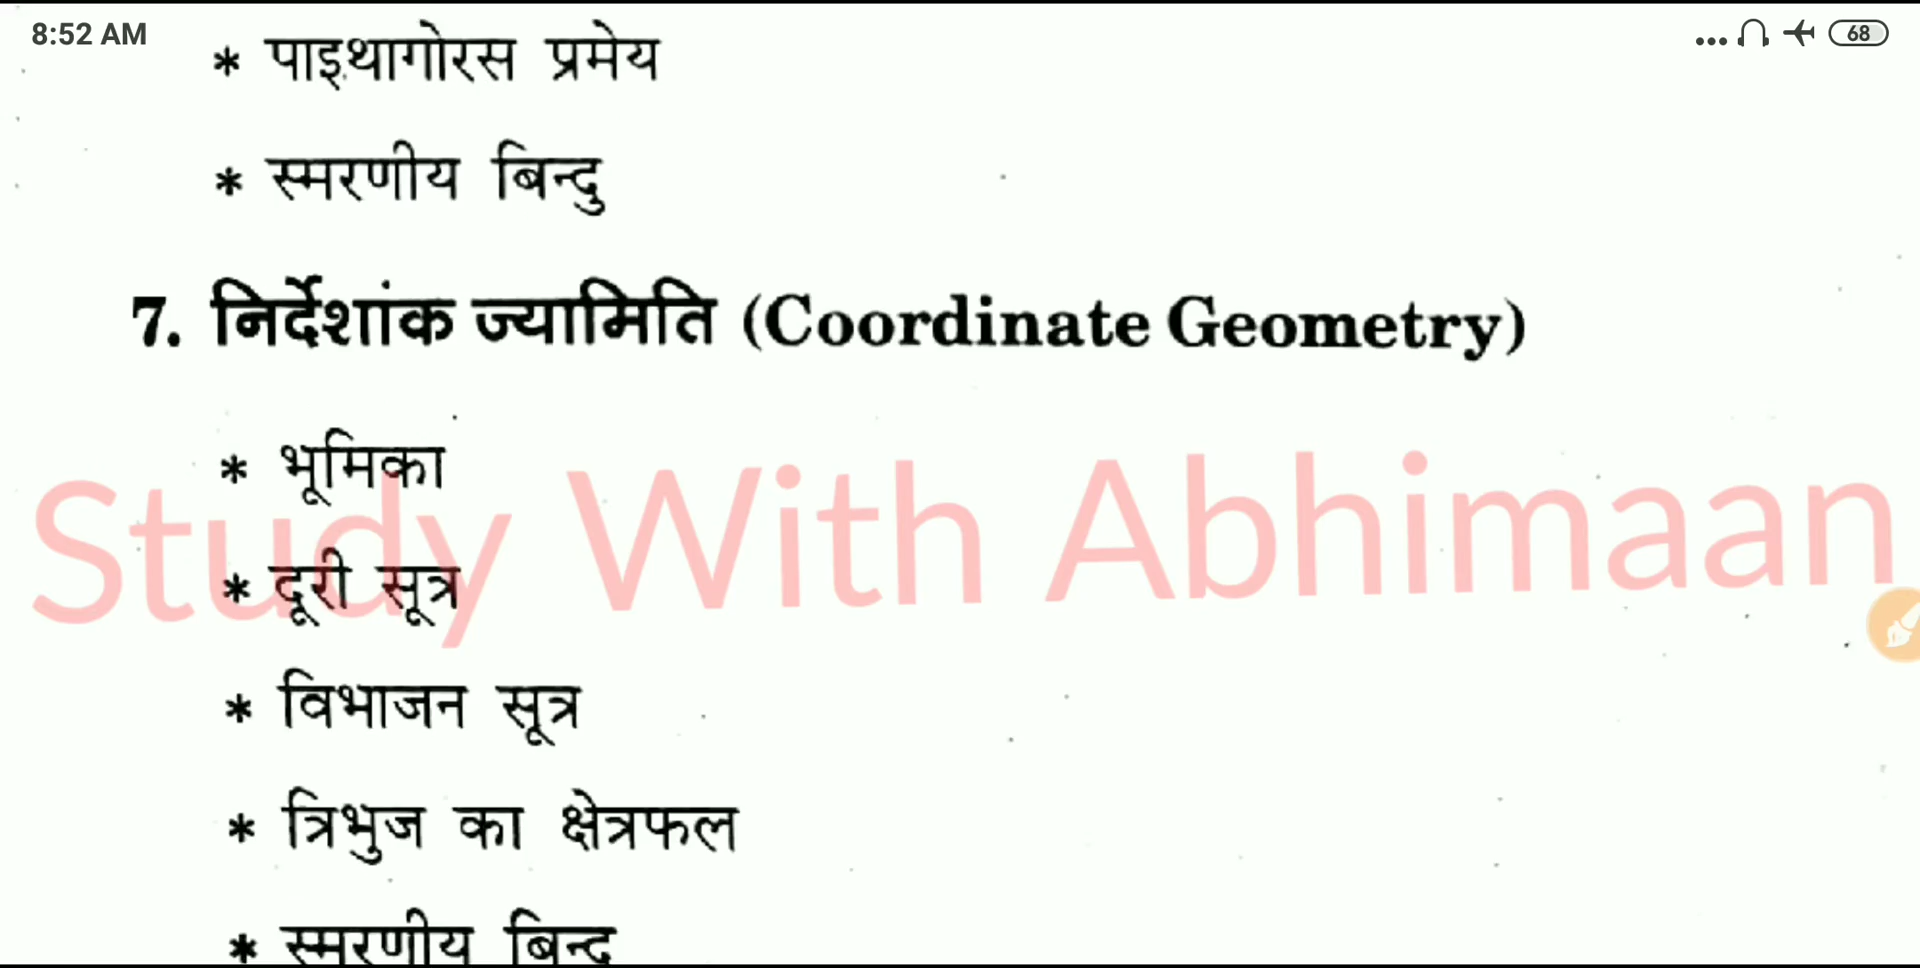 8:52 AM
68
* पाइथागोरस प्रमेय
* स्मरणीय बिन्दु
7. निर्देशांक ज्यामिति (Coordinate Geometry)
* भूमिका
Study With Abhimaan
* दूरी सूत्र
* विभाजन सूत्र
* त्रिभुज का क्षेत्रफल
* स्मरणीय बिन्दु